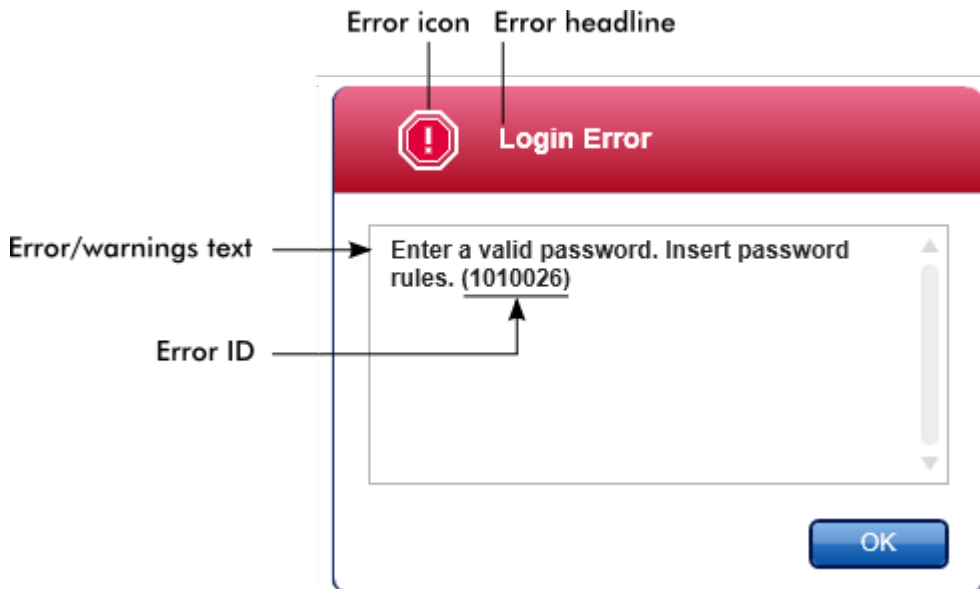 Error icon Error headline
Login Error
Error/warnings text
Enter a valid password. Insert password
rules. (1010026)
Error ID
OK